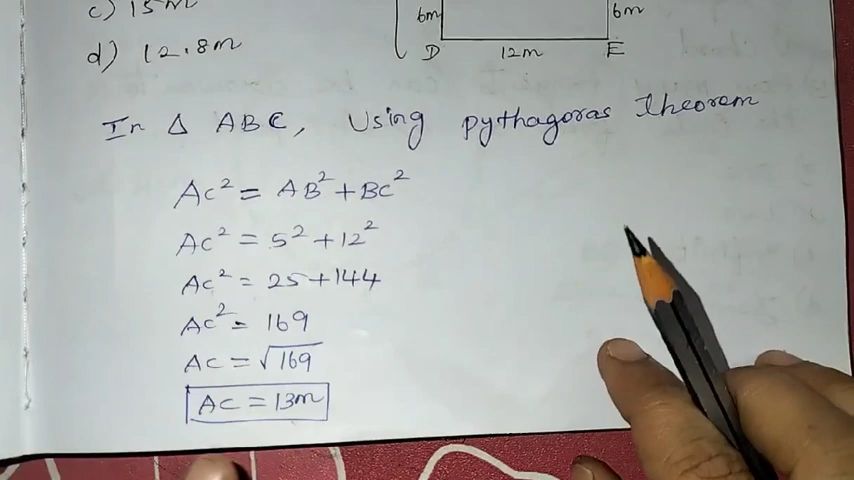 c) 15m
d) 12.8m
6m
6m
D
12m
E
In Δ ABC, Using pythagoras theorem
AC² = AB² + BC²
AC² = 5² + 12²
AC² = 25 + 144
AC² = 169
AC = √169
AC = 13m